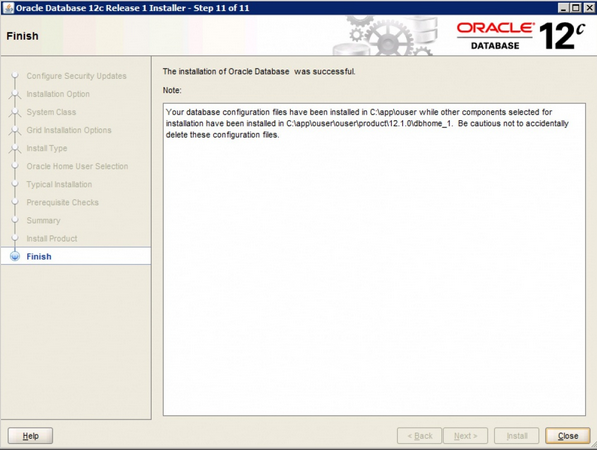 Oracle Database 12c Release 1 Installer - Step 11 of 11
Finish
ORACLE
DATABASE
12c
Configure Security Updates
Installation Option
System Class
Grid Installation Options
Install Type
Oracle Home User Selection
Typical Installation
Prerequisite Checks
Summary
Install Product
Finish
The installation of Oracle Database was successful.
Note:
Your database configuration files have been installed in C:\app\ouser while other components selected for
installation have been installed in C:\app\ouser\ouser\product\12.1.0\dbhome_1. Be cautious not to accidentally
delete these configuration files.
Help
< Back
Next >
Install
Close